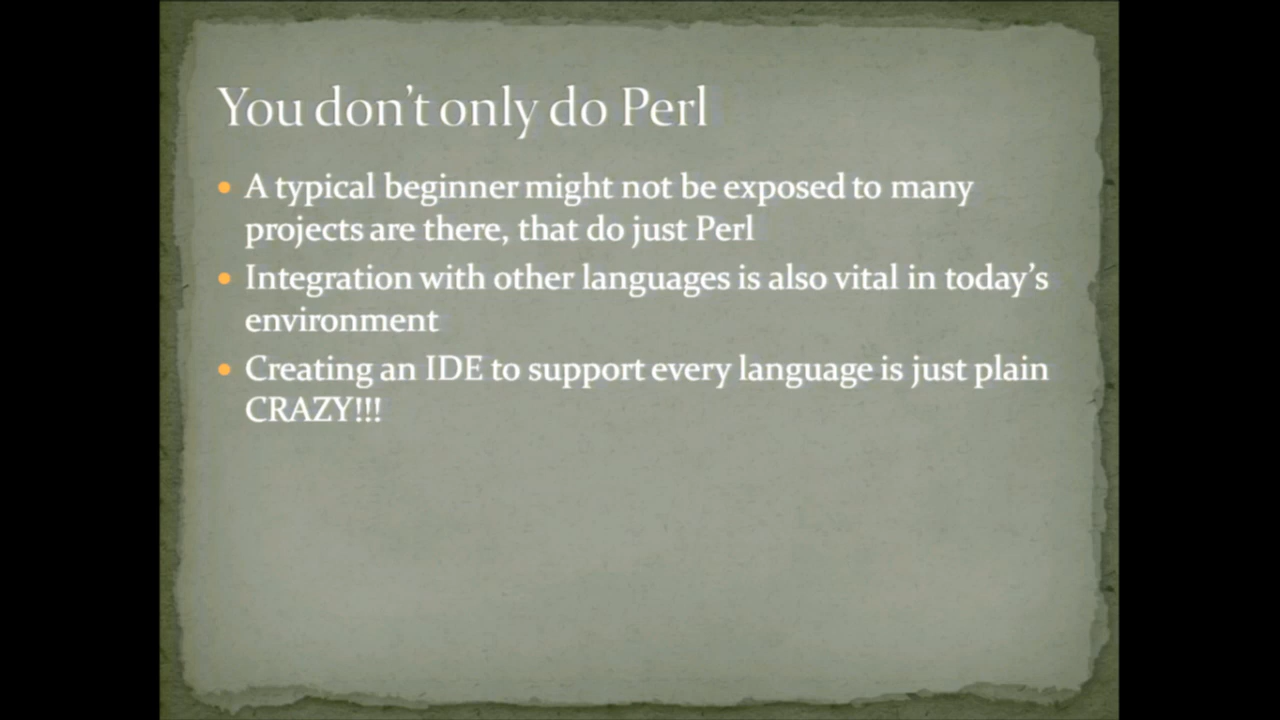 You don't only do Perl
A typical beginner might not be exposed to many
projects are there, that do just Perl
Integration with other languages is also vital in today's
environment
Creating an IDE to support every language is just plain
CRAZY!!!